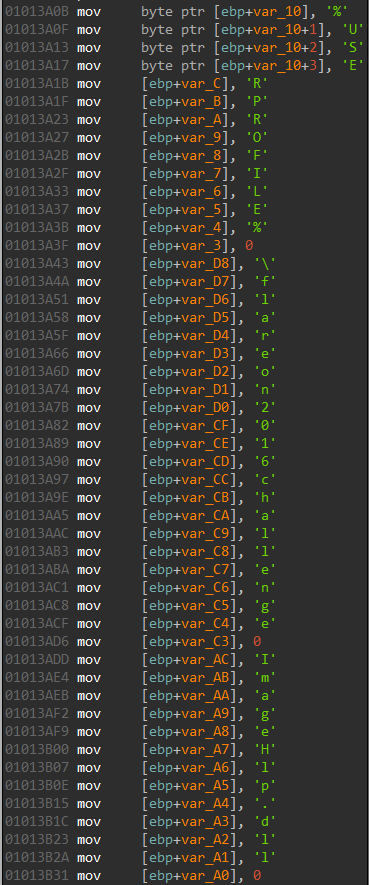 01013A0B mov byte ptr [ebp+var_10], '%'
01013A0F mov byte ptr [ebp+var_10+1], 'U'
01013A13 mov byte ptr [ebp+var_10+2], 'S'
01013A17 mov byte ptr [ebp+var_10+3], 'E'
01013A1B mov [ebp+var_C], 'R'
01013A1F mov [ebp+var_B], 'P'
01013A23 mov [ebp+var_A], 'R'
01013A27 mov [ebp+var_9], 'O'
01013A2B mov [ebp+var_8], 'F'
01013A2F mov [ebp+var_7], 'I'
01013A33 mov [ebp+var_6], 'L'
01013A37 mov [ebp+var_5], 'E'
01013A3B mov [ebp+var_4], '%'
01013A3F mov [ebp+var_3], 0
01013A43 mov [ebp+var_D8], '\'
01013A4A mov [ebp+var_D7], 'f'
01013A51 mov [ebp+var_D6], 'l'
01013A58 mov [ebp+var_D5], 'a'
01013A5F mov [ebp+var_D4], 'r'
01013A66 mov [ebp+var_D3], 'e'
01013A6D mov [ebp+var_D2], 'o'
01013A74 mov [ebp+var_D1], 'n'
01013A7B mov [ebp+var_D0], '2'
01013A82 mov [ebp+var_CF], '0'
01013A89 mov [ebp+var_CE], '1'
01013A90 mov [ebp+var_CD], '6'
01013A97 mov [ebp+var_CC], 'c'
01013A9E mov [ebp+var_CB], 'h'
01013AA5 mov [ebp+var_CA], 'a'
01013AAC mov [ebp+var_C9], 'l'
01013AB3 mov [ebp+var_C8], 'l'
01013ABA mov [ebp+var_C7], 'e'
01013AC1 mov [ebp+var_C6], 'n'
01013AC8 mov [ebp+var_C5], 'g'
01013ACF mov [ebp+var_C4], 'e'
01013AD6 mov [ebp+var_C3], 0
01013ADD mov [ebp+var_AC], 'I'
01013AE4 mov [ebp+var_AB], 'm'
01013AEB mov [ebp+var_AA], 'a'
01013AF2 mov [ebp+var_A9], 'g'
01013AF9 mov [ebp+var_A8], 'e'
01013B00 mov [ebp+var_A7], 'H'
01013B07 mov [ebp+var_A6], 'l'
01013B0E mov [ebp+var_A5], 'p'
01013B15 mov [ebp+var_A4], '.'
01013B1C mov [ebp+var_A3], 'd'
01013B23 mov [ebp+var_A2], 'l'
01013B2A mov [ebp+var_A1], 'l'
01013B31 mov [ebp+var_A0], 0